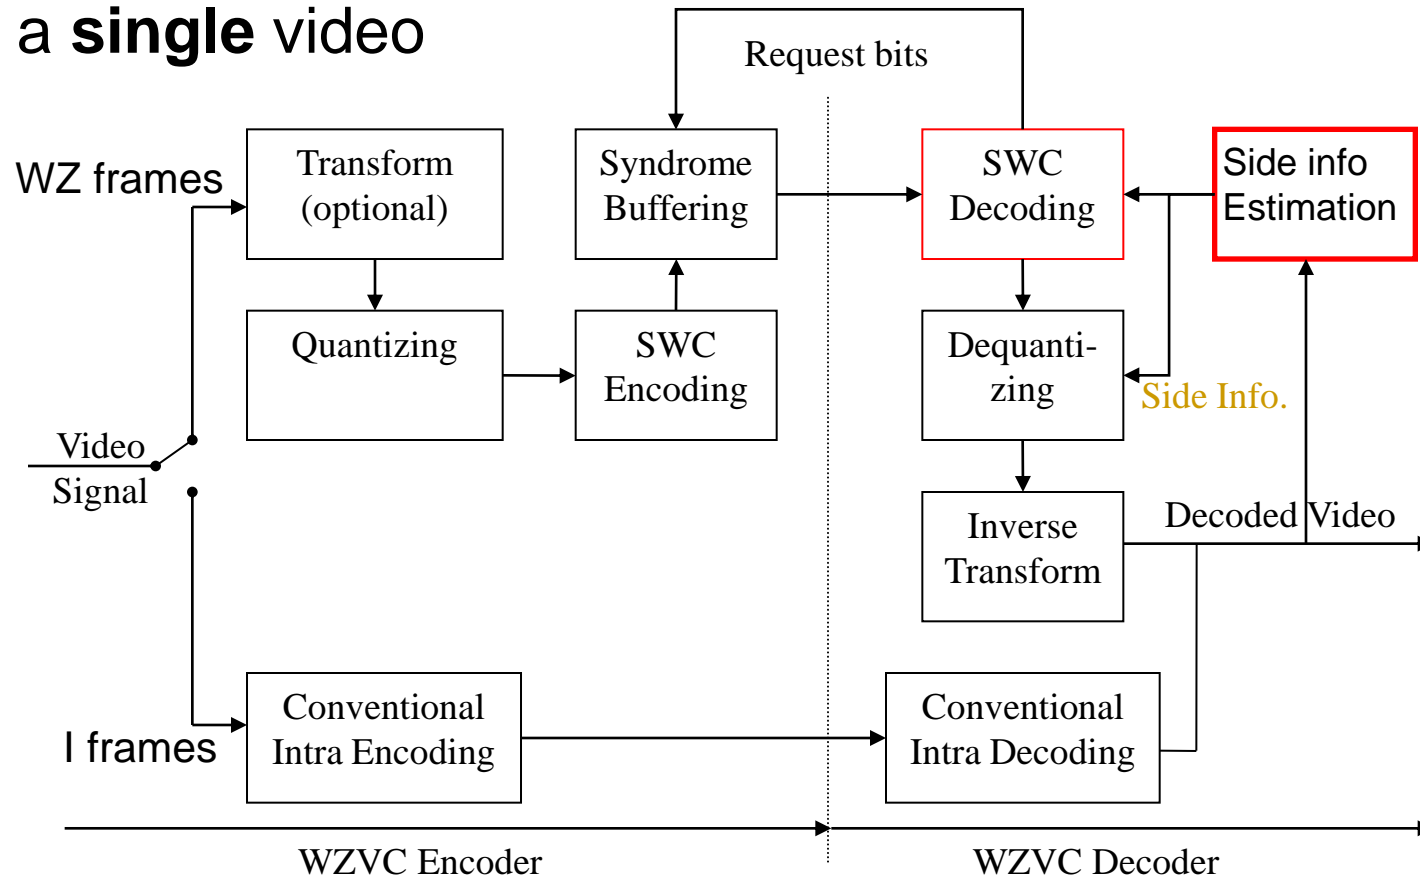 a single video
Request bits
WZ frames
Transform
(optional)
Syndrome
Buffering
SWC
Decoding
Side info
Estimation
Quantizing
SWC
Encoding
Dequanti-
zing
Side Info.
Video
Signal
Inverse
Transform
Decoded Video
I frames
Conventional
Intra Encoding
Conventional
Intra Decoding
WZVC Encoder
WZVC Decoder